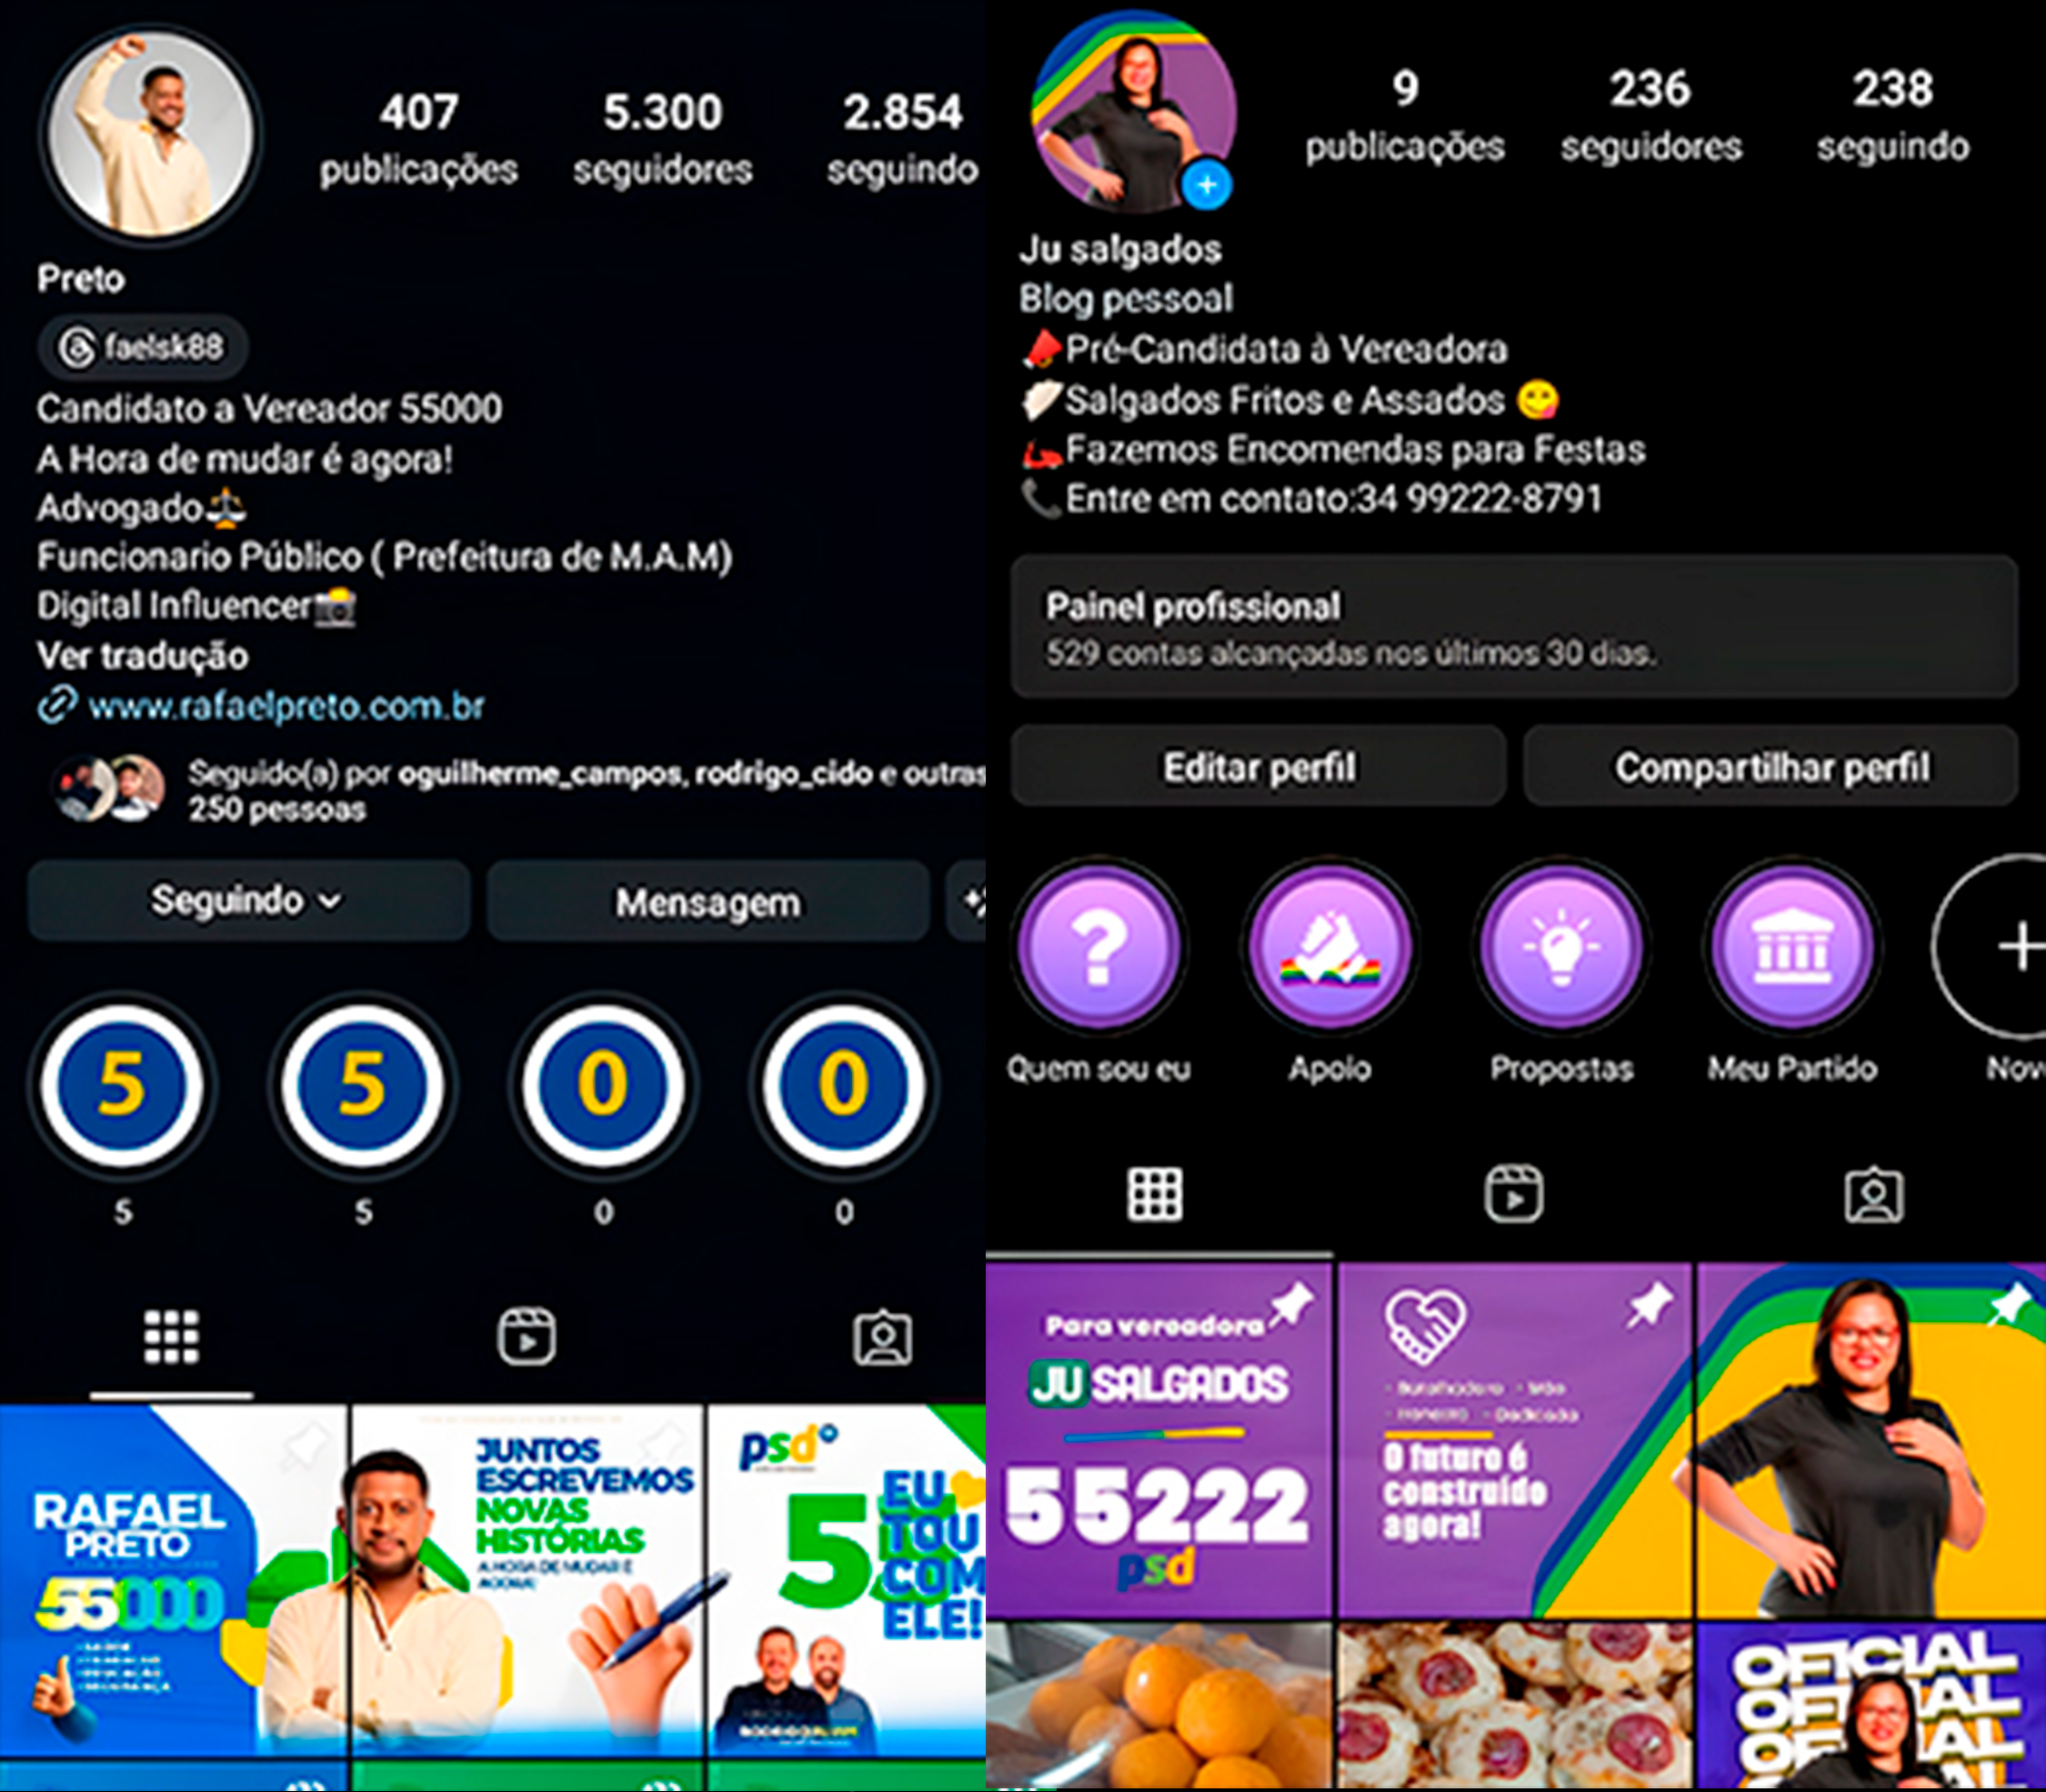 407
publicações
5.300
seguidores
2.854
seguindo
Preto
faelsk88
Candidato a Vereador 55000
A Hora de mudar é agora!
Advogado
Funcionario Público ( Prefeitura de M.A.M)
Digital Influencer
Ver tradução
www.rafaelpreto.com.br
Seguido(a) por oguilherme_campos, rodrigo_cido e outras
250 pessoas
Seguindo
Mensagem
5
5
0
0
5
5
0
0
RAFAEL
PRETO
55000
JUNTOS
ESCREVEMOS
NOVAS
HISTÓRIAS
A HORA DE MUDAR É
AGORA!
psd
5
EU
TOU
COM
ELE!
9
publicações
236
seguidores
238
seguindo
Ju salgados
Blog pessoal
Pré-Candidata à Vereadora
Salgados Fritos e Assados
Fazemos Encomendas para Festas
Entre em contato:34 99222-8791
Painel profissional
529 contas alcançadas nos últimos 30 dias.
Editar perfil
Compartilhar perfil
Quem sou eu
Apoio
Propostas
Meu Partido
Nov
Para vereadora
JU SALGADOS
55222
psd
- Dedicada
O futuro é
construído
agora!
OFICIAL